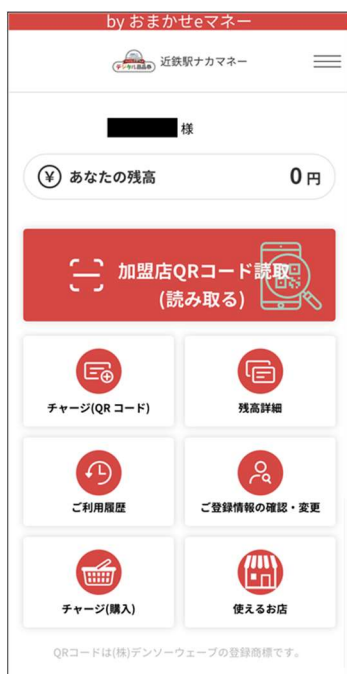 by おまかせeマネー
デジタル商品券
近鉄駅ナカマネー
様
あなたの残高
0円
加盟店QRコード読取
(読み取る)
チャージ(QRコード)
残高詳細
ご利用履歴
ご登録情報の確認・変更
チャージ(購入)
使えるお店
QRコードは(株)デンソーウェーブの登録商標です。